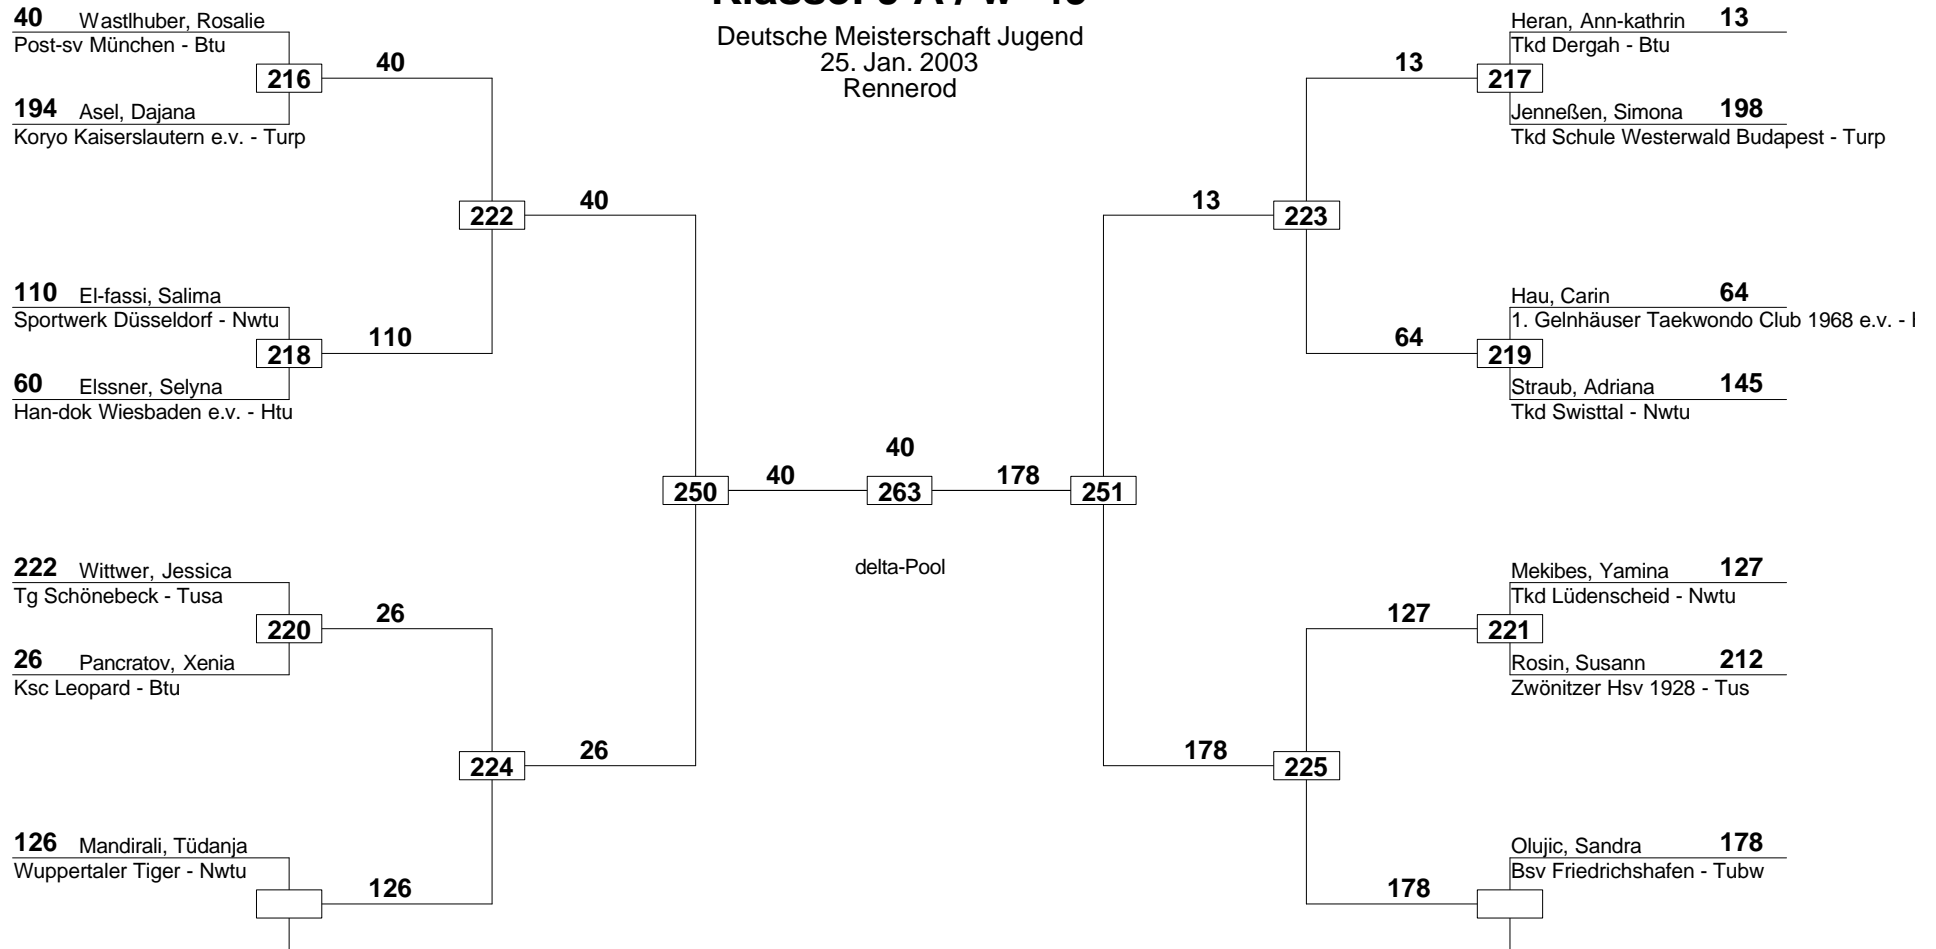 Deutsche Meisterschaft Jugend
25. Jan. 2003
Rennerod
40 Wastlhuber, Rosalie
Post-sv München - Btu
216
40
194 Asel, Dajana
Koryo Kaiserslautern e.v. - Turp
222
40
110 El-fassi, Salima
Sportwerk Düsseldorf - Nwtu
218
110
60 Elssner, Selyna
Han-dok Wiesbaden e.v. - Htu
250
40
40
263
178
251
delta-Pool
222 Wittwer, Jessica
Tg Schönebeck - Tusa
220
26
26 Pancratov, Xenia
Ksc Leopard - Btu
224
26
126 Mandirali, Tüdanja
Wuppertaler Tiger - Nwtu
126
Heran, Ann-kathrin 13
Tkd Dergah - Btu
13
217
Jenneßen, Simona 198
Tkd Schule Westerwald Budapest - Turp
13
223
Hau, Carin 64
1. Gelnhäuser Taekwondo Club 1968 e.v. -
64
219
Straub, Adriana 145
Tkd Swisttal - Nwtu
Mekibes, Yamina 127
Tkd Lüdenscheid - Nwtu
127
221
Rosin, Susann 212
Zwönitzer Hsv 1928 - Tus
178
225
Olujic, Sandra 178
Bsv Friedrichshafen - Tubw
178